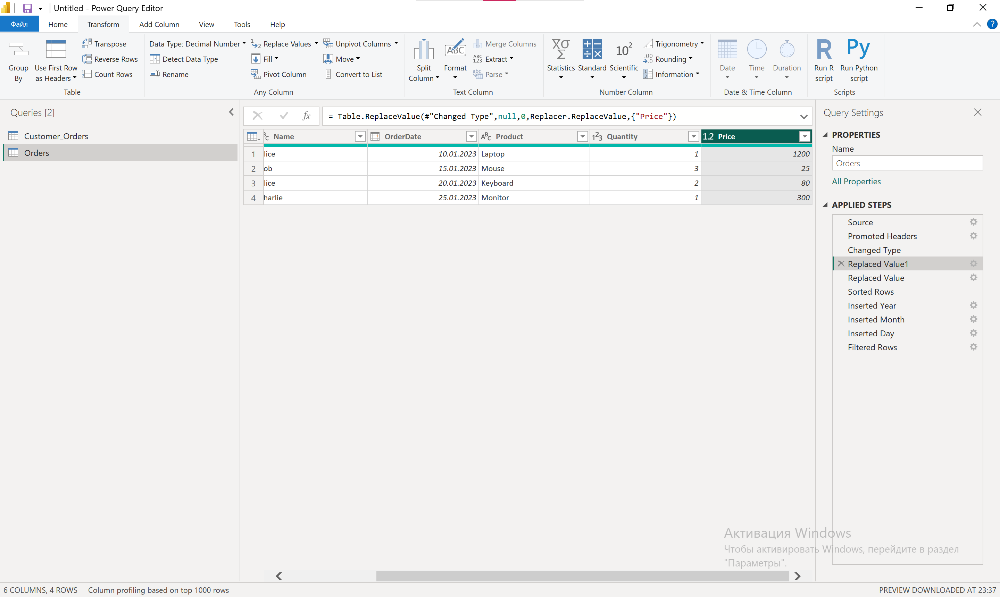 Untitled - Power Query Editor
Файл Home Transform Add Column View Tools Help
Group By
Use First Row as Headers
Transpose
Reverse Rows
Count Rows
Table
Data Type: Decimal Number
Detect Data Type
Rename
Replace Values
Fill
Pivot Column
Unpivot Columns
Move
Convert to List
Any Column
Split Column
Format
Merge Columns
Extract
Parse
Text Column
Statistics
Standard
Scientific
Trigonometry
Rounding
Information
Number Column
Date
Time
Duration
Date & Time Column
Run R script
Run Python script
Scripts
Queries [2]
Customer_Orders
Orders
= Table.ReplaceValue(#"Changed Type",null,0,Replacer.ReplaceValue,{"Price"})
Name OrderDate Product Quantity 1.2 Price
1 lice 10.01.2023 Laptop 1 1200
2 ob 15.01.2023 Mouse 3 25
3 lice 20.01.2023 Keyboard 2 80
4 harlie 25.01.2023 Monitor 1 300
Query Settings
PROPERTIES
Name
Orders
All Properties
APPLIED STEPS
Source
Promoted Headers
Changed Type
Replaced Value1
Replaced Value
Sorted Rows
Inserted Year
Inserted Month
Inserted Day
Filtered Rows
Активация Windows
Чтобы активировать Windows, перейдите в раздел
"Параметры".
6 COLUMNS, 4 ROWS Column profiling based on top 1000 rows
PREVIEW DOWNLOADED AT 23:37